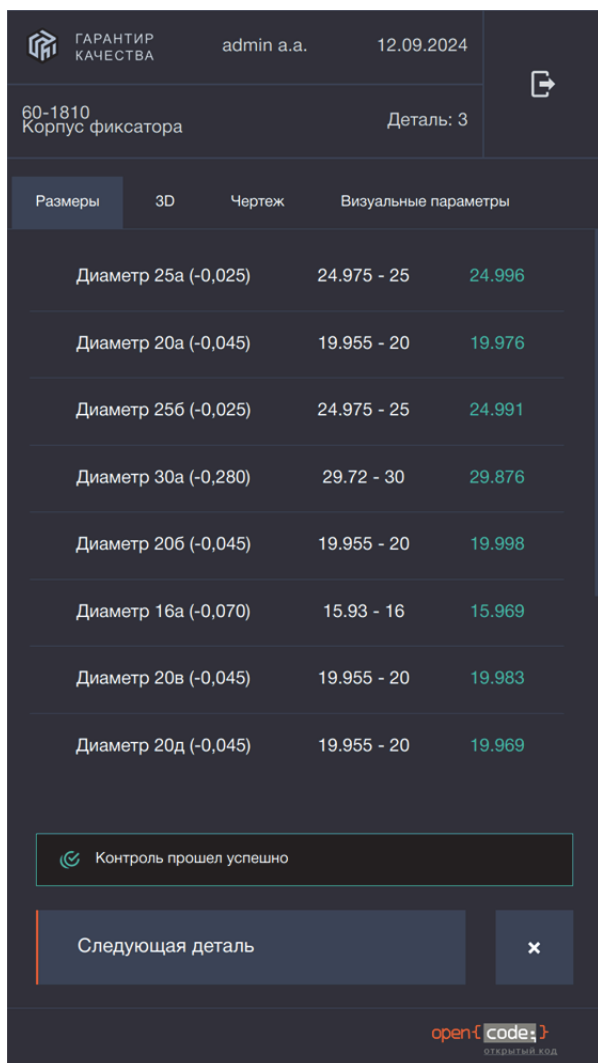 ГАРАНТИР
КАЧЕСТВА
admin a.a.
12.09.2024
60-1810
Корпус фиксатора
Деталь: 3
Размеры 3D Чертеж Визуальные параметры
Диаметр 25а (-0,025) 24.975 - 25 24.996
Диаметр 20а (-0,045) 19.955 - 20 19.976
Диаметр 25б (-0,025) 24.975 - 25 24.991
Диаметр 30а (-0,280) 29.72 - 30 29.876
Диаметр 20б (-0,045) 19.955 - 20 19.998
Диаметр 16а (-0,070) 15.93 - 16 15.969
Диаметр 20в (-0,045) 19.955 - 20 19.983
Диаметр 20д (-0,045) 19.955 - 20 19.969
Контроль прошел успешно
Следующая деталь
open{code:}
открытый код